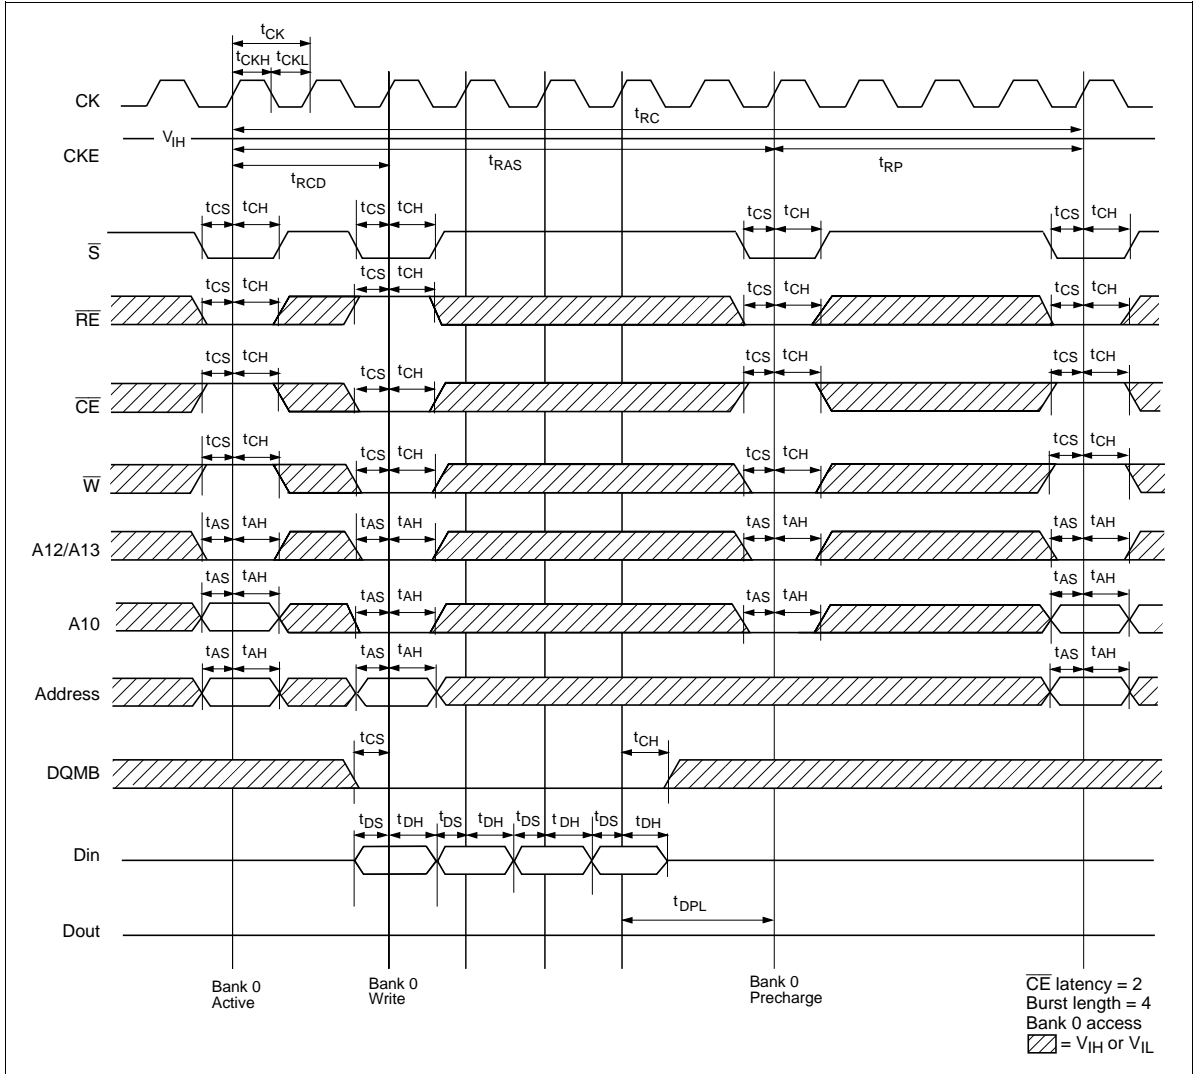 tCK
tCKH tCKL
CK
tRC
VIH
CKE
tRAS tRP
tRCD
tCS tCH tCS tCH tCS tCH tCS tCH
S
tCS tCH tCS tCH tCS tCH tCS tCH
RE
tCS tCH tCS tCH tCS tCH tCS tCH
CE
tCS tCH tCS tCH tCS tCH tCS tCH
W
tAS tAH tAS tAH tAS tAH tAS tAH
A12/A13
tAS tAH tAS tAH tAS tAH tAS tAH
A10
tAS tAH tAS tAH tAS tAH
Address
tCS tCH
DQMB
tDS tDH tDS tDH tDS tDH tDS tDH
Din
tDPL
Dout
Bank 0 Active
Bank 0 Write
Bank 0 Precharge
CE latency = 2
Burst length = 4
Bank 0 access
= VIH or VIL